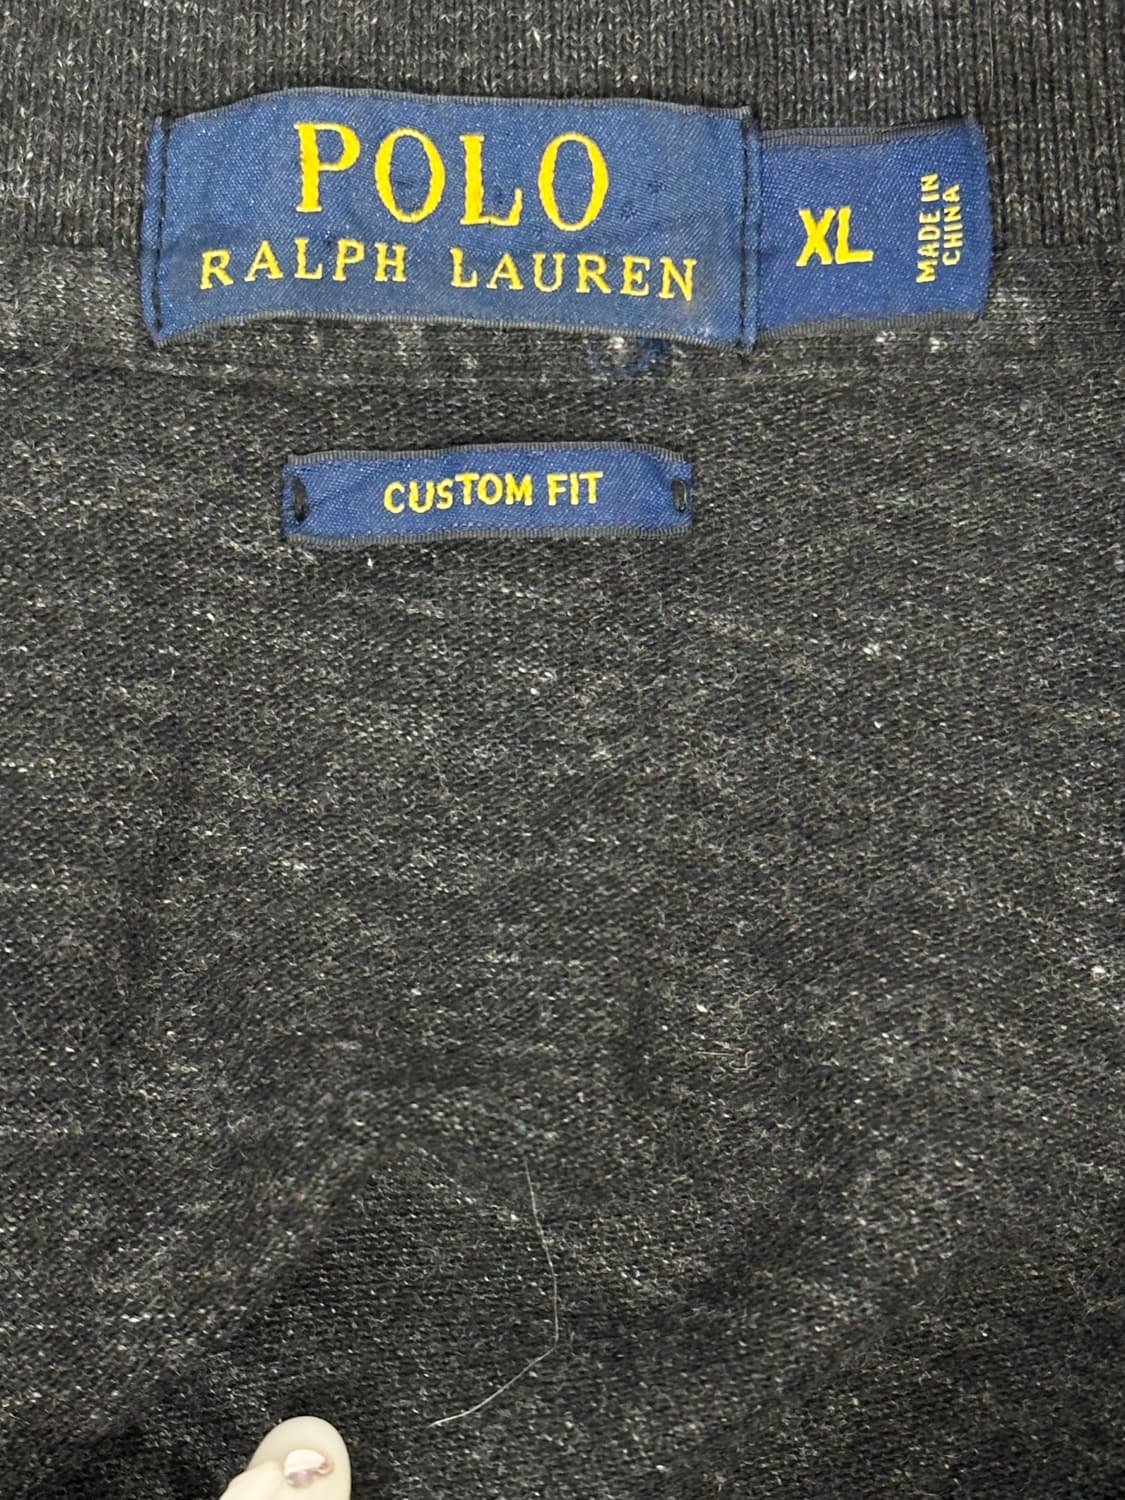 POLO
RALPH LAUREN
XL
MADE IN
CHINA
CUSTOM FIT